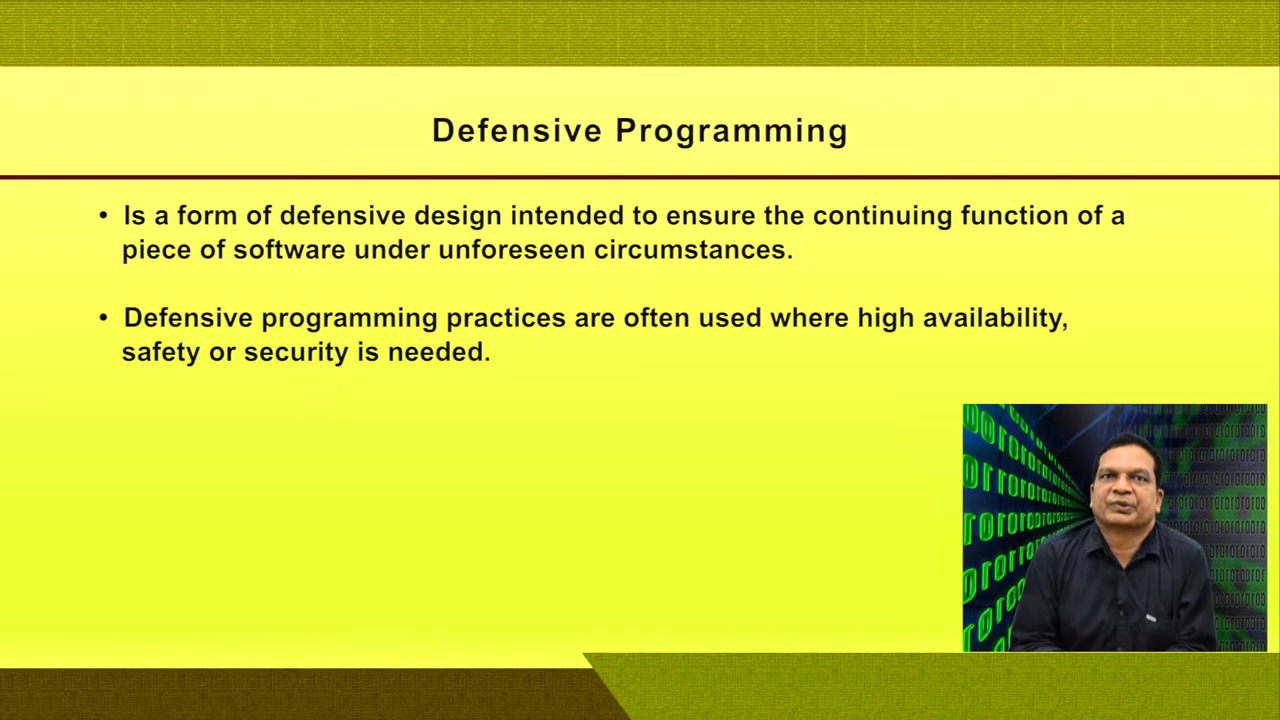 Defensive Programming
• Is a form of defensive design intended to ensure the continuing function of a
piece of software under unforeseen circumstances.
• Defensive programming practices are often used where high availability,
safety or security is needed.